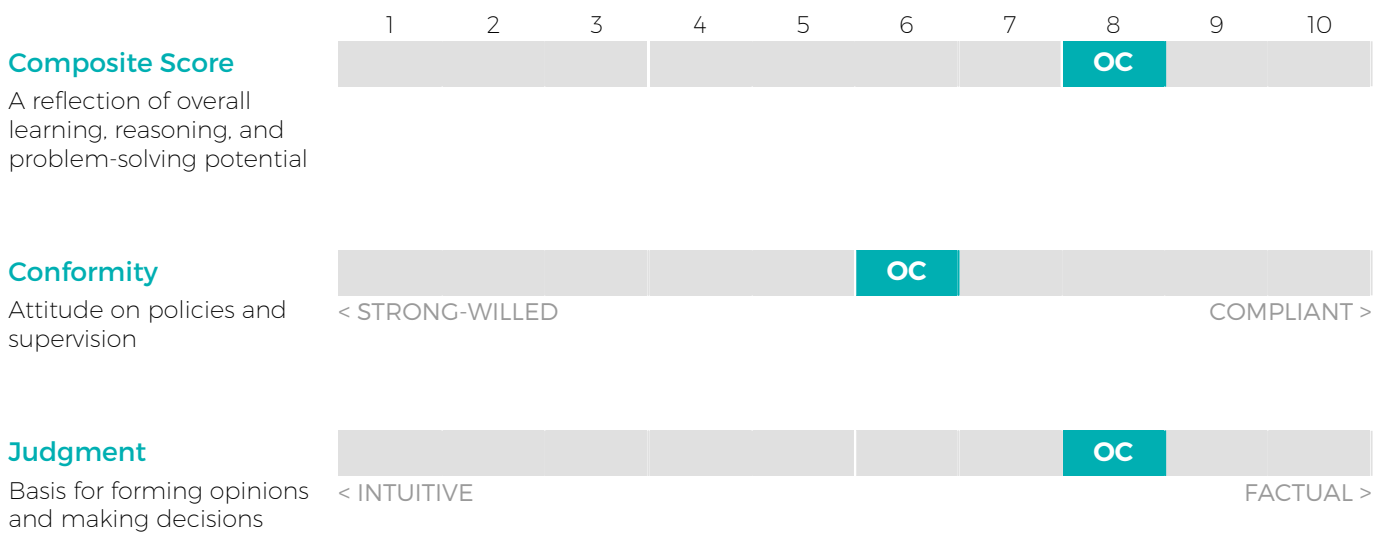 1 2 3 4 5 6 7 8 9 10
Composite Score
OC
A reflection of overall
learning, reasoning, and
problem-solving potential
Conformity
OC
Attitude on policies and
supervision
< STRONG-WILLED
COMPLIANT >
Judgment
OC
Basis for forming opinions
and making decisions
< INTUITIVE
FACTUAL >